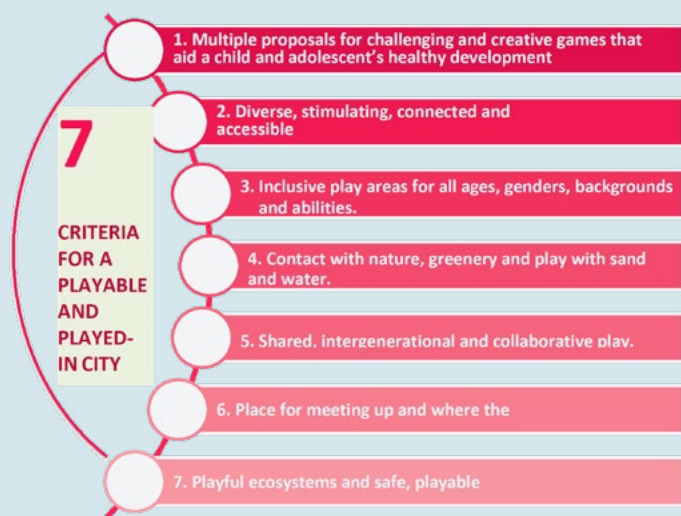 7
CRITERIA
FOR A
PLAYABLE
AND
PLAYED-
IN CITY
1. Multiple proposals for challenging and creative games that
aid a child and adolescent’s healthy development
2. Diverse, stimulating, connected and
accessible
3. Inclusive play areas for all ages, genders, backgrounds
and abilities.
4. Contact with nature, greenery and play with sand
and water.
5. Shared, intergenerational and collaborative play.
6. Place for meeting up and where the
7. Playful ecosystems and safe, playable